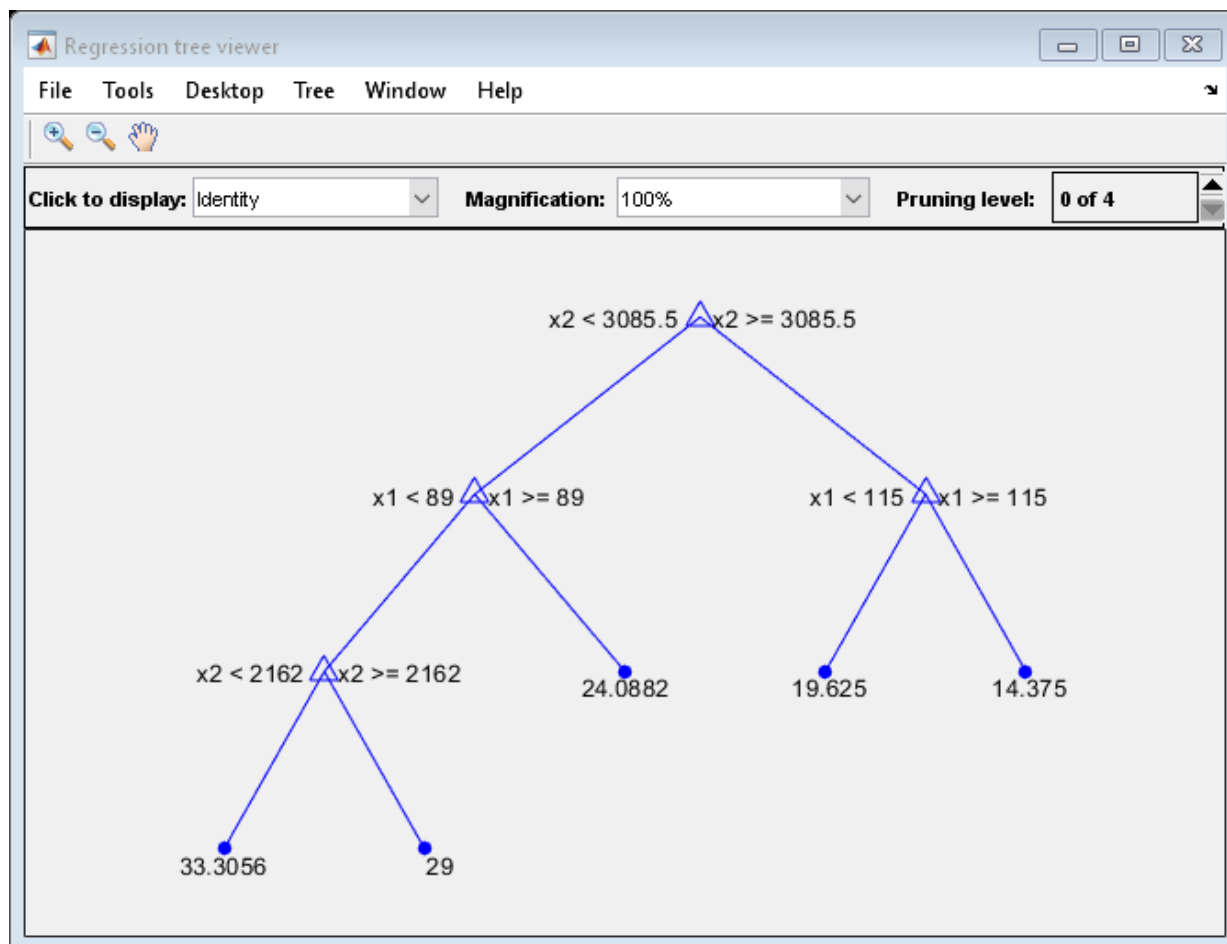 Regression tree viewer
File Tools Desktop Tree Window Help
Click to display: Identity Magnification: 100% Pruning level: 0 of 4
x2 < 3085.5 x2 >= 3085.5
x1 < 89 x1 >= 89 x1 < 115 x1 >= 115
x2 < 2162 x2 >= 2162 24.0882 19.625 14.375
33.3056 29